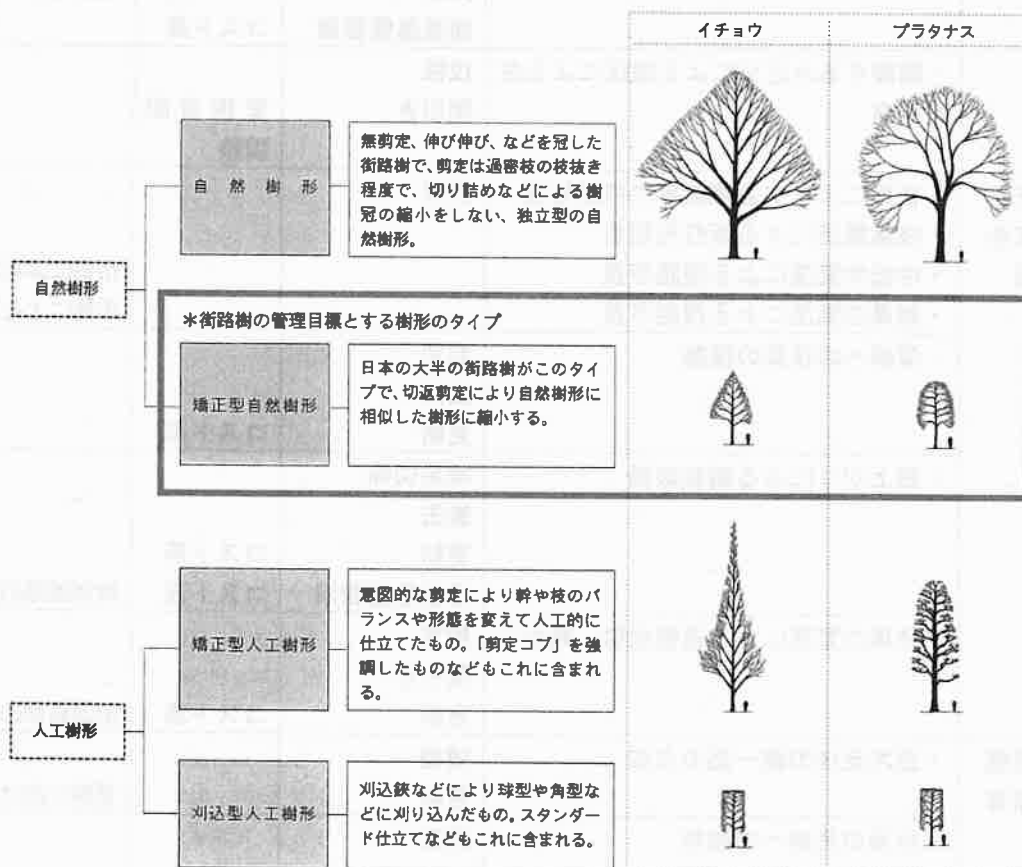 イチョウ
プラタナス
自然樹形
自然樹形
無剪定、伸び伸び、などを冠した
街路樹で、剪定は過密枝の枝抜き
程度で、切り詰めなどによる樹
冠の縮小をしない、独立型の自
然樹形。
＊街路樹の管理目標とする樹形のタイプ
矯正型自然樹形
日本の大半の街路樹がこのタイ
プで、切返剪定により自然樹形に
相似した樹形に縮小する。
人工樹形
矯正型人工樹形
意図的な剪定により幹や枝のバ
ランスや形態を変えて人工的に
仕立てたもの。「剪定コブ」を強
調したものなどもこれに含まれ
る。
刈込型人工樹形
刈込鋏などにより球型や角型な
どに刈り込んだもの。スタンダー
ド仕立てなどもこれに含まれる。